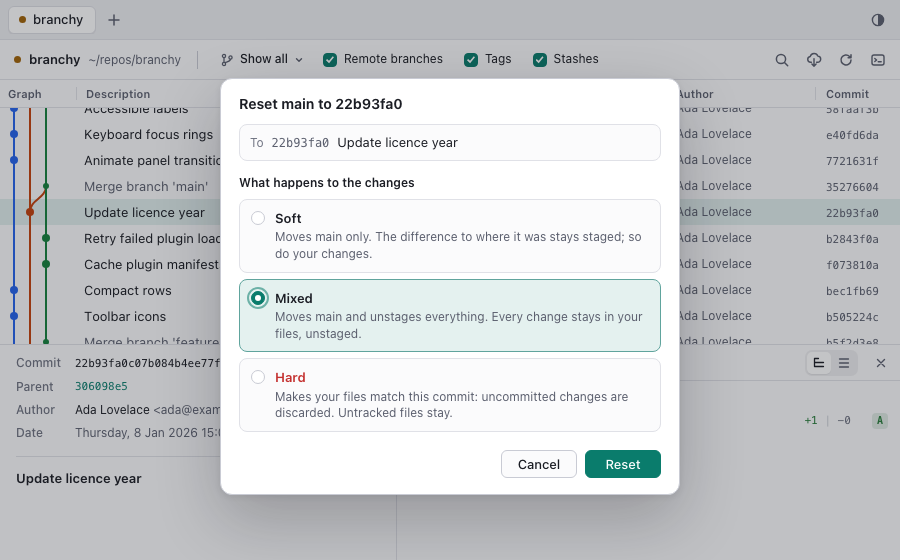 branchy
branchy ~/repos/branchy Show all Remote branches Tags Stashes
Graph Description Author Commit
Accessible labels Ada Lovelace 58faaf3b
Keyboard focus rings Ada Lovelace e40fd6da
Animate panel Ada Lovelace 7721631f
Merge branch 'main' Ada Lovelace 35276604
Update licence year Ada Lovelace 22b93fa0
Retry failed plugin Ada Lovelace b2843f0a
Cache plugin manifest Ada Lovelace f073810a
Compact rows Ada Lovelace bec1fb69
Toolbar icons Ada Lovelace b505224c
Merge branch 'feature Ada Lovelace b5f2d3e8
Reset main to 22b93fa0
To 22b93fa0 Update licence year
What happens to the changes
Soft
Moves main only. The difference to where it was stays staged; so
do your changes.
Mixed
Moves main and unstages everything. Every change stays in your
files, unstaged.
Hard
Makes your files match this commit: uncommitted changes are
discarded. Untracked files stay.
Cancel Reset
Commit 22b93fa0c07b084b4ee77f
Parent 306098e5
Author Ada Lovelace <ada@exam
Date Thursday, 8 Jan 2026
Update licence year
+1 | −0 A